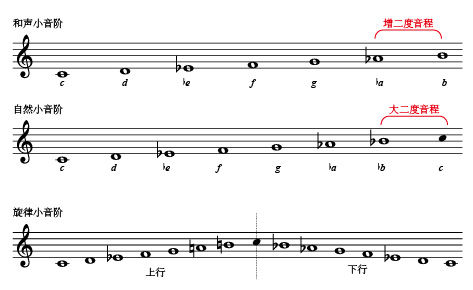 和声小音阶
增二度音程
c d ♭e f g ♭a b
自然小音阶
大二度音程
c d ♭e f g ♭a ♭b c
旋律小音阶
上行 下行